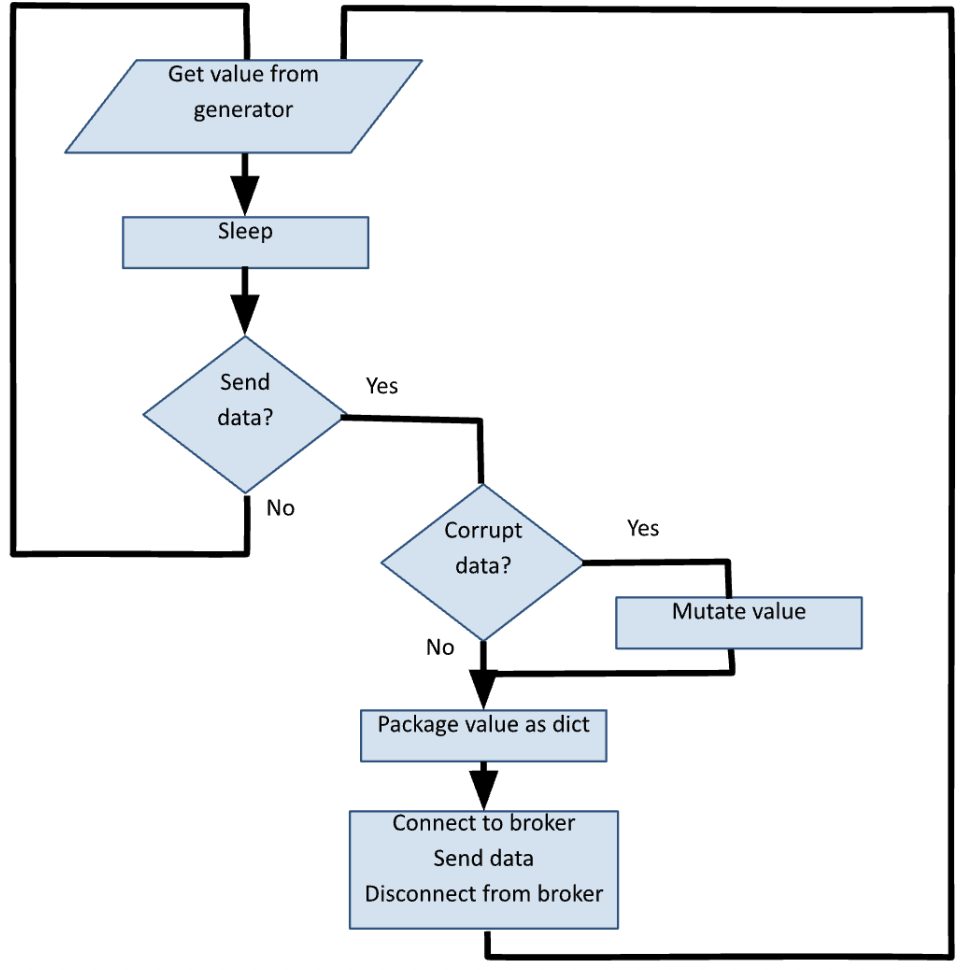 Get value from
generator
Sleep
Send
data?
Yes
No
Corrupt
data?
Yes
Mutate value
No
Package value as dict
Connect to broker
Send data
Disconnect from broker